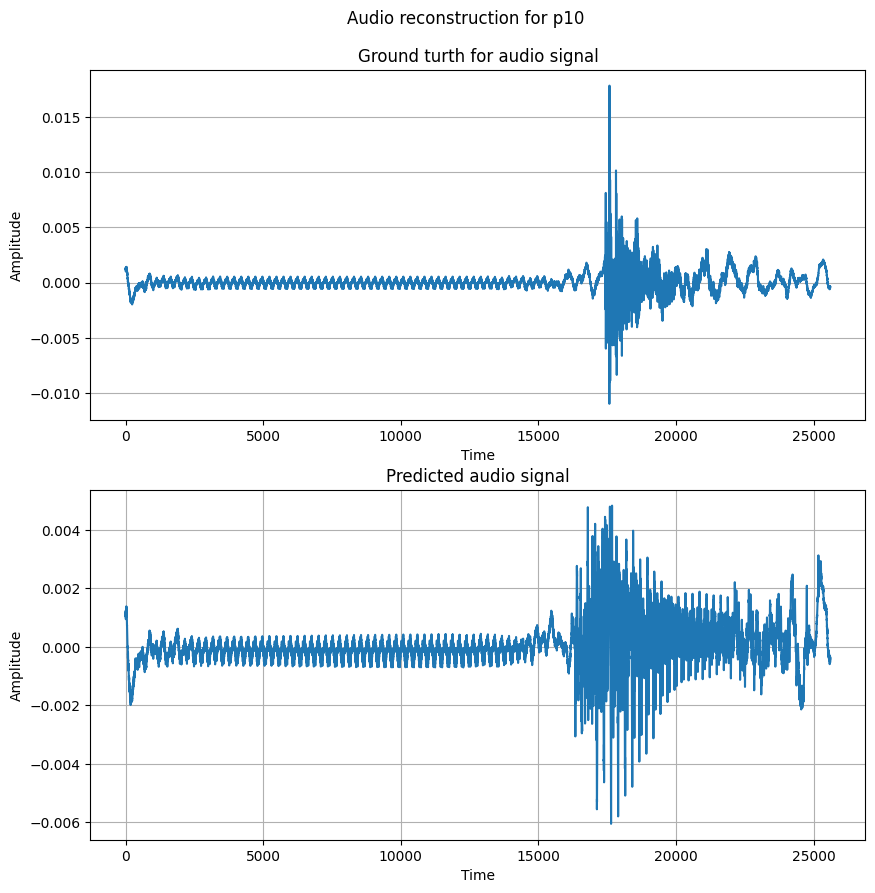 Audio reconstruction for p10
Ground turth for audio signal
0.015
0.010
0.005
0.000
−0.005
−0.010
Amplitude
0 5000 10000 15000 20000 25000
Time
Predicted audio signal
0.004
0.002
0.000
−0.002
−0.004
−0.006
Amplitude
0 5000 10000 15000 20000 25000
Time